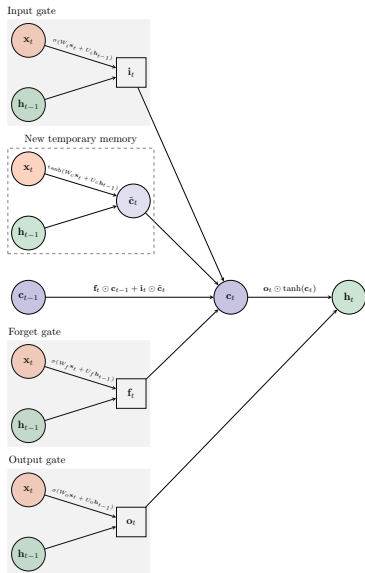 Input gate
x_t
σ(W_i x_t + U_i h_{t−1})
i_t
h_{t−1}
New temporary memory
x_t
tanh(W_c x_t + U_c h_{t−1})
c̃_t
h_{t−1}
c_{t−1}
f_t ⊙ c_{t−1} + i_t ⊙ c̃_t
c_t
o_t ⊙ tanh(c_t)
h_t
Forget gate
x_t
σ(W_f x_t + U_f h_{t−1})
f_t
h_{t−1}
Output gate
x_t
σ(W_o x_t + U_o h_{t−1})
o_t
h_{t−1}